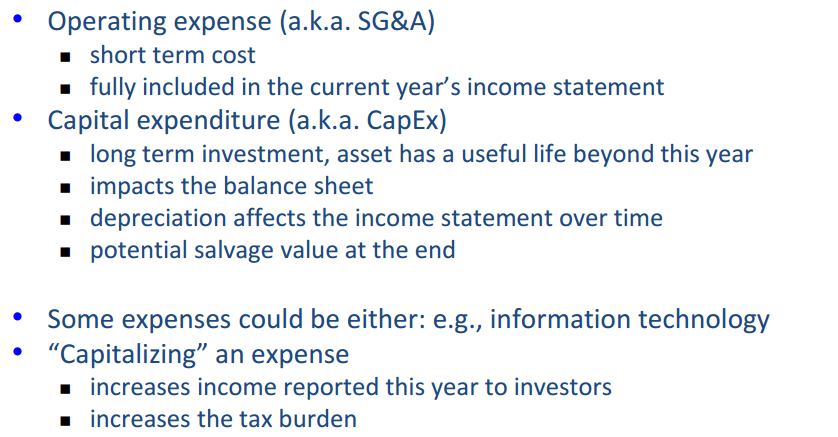 • Operating expense (a.k.a. SG&A)
▪ short term cost
▪ fully included in the current year’s income statement
• Capital expenditure (a.k.a. CapEx)
▪ long term investment, asset has a useful life beyond this year
▪ impacts the balance sheet
▪ depreciation affects the income statement over time
▪ potential salvage value at the end
• Some expenses could be either: e.g., information technology
• “Capitalizing” an expense
▪ increases income reported this year to investors
▪ increases the tax burden